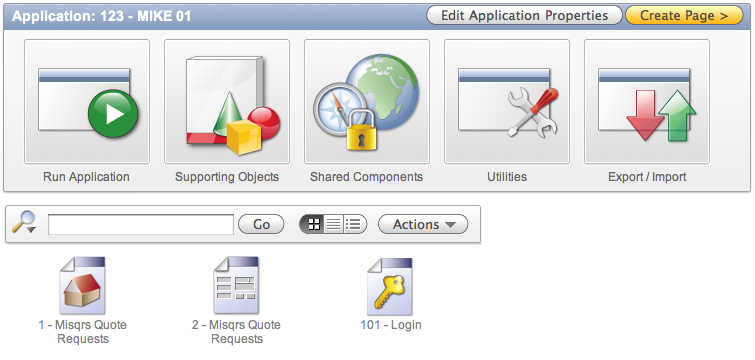 Application: 123 - MIKE 01
Edit Application Properties
Create Page >
Run Application
Supporting Objects
Shared Components
Utilities
Export / Import
Go
Actions
1 - Misqrs Quote
Requests
2 - Misqrs Quote
Requests
101 - Login